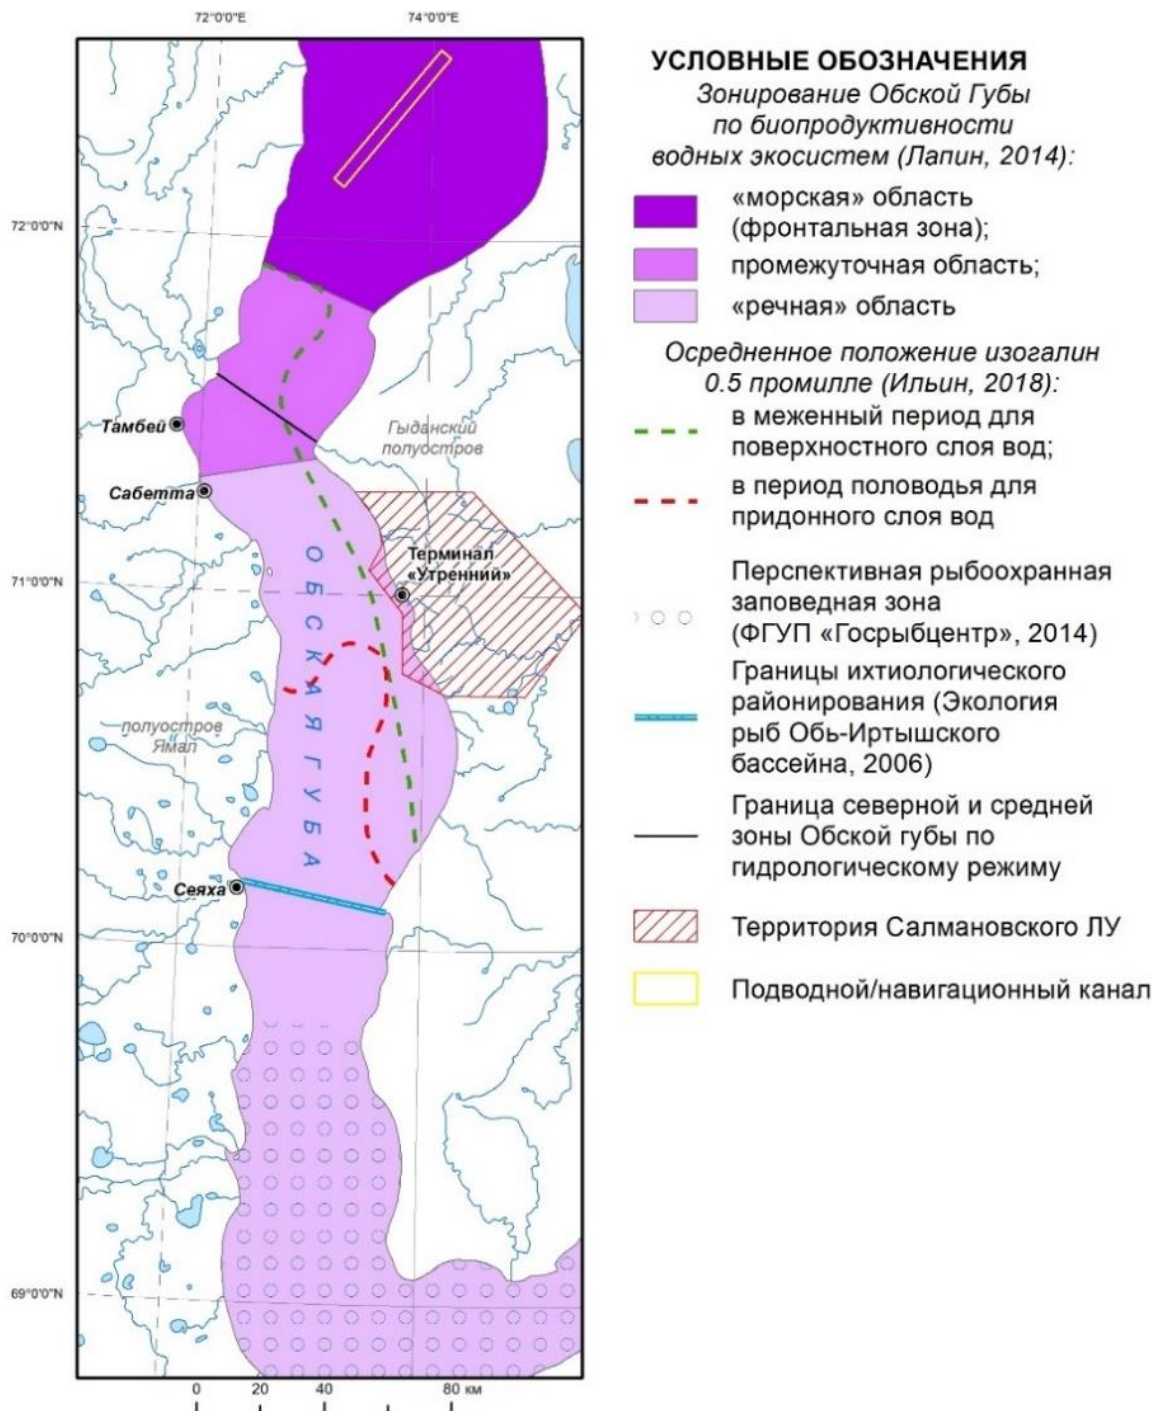 72°0'0"E
74°0'0"E
72°0'0"N
71°0'0"N
70°0'0"N
69°0'0"N
Тамбей
Сабетта
Гыданский
полуостров
Терминал
«Утренний»
ОБСКАЯ ГУБА
полуостров
Ямал
Сеяха
0 20 40 80 км
УСЛОВНЫЕ ОБОЗНАЧЕНИЯ
Зонирование Обской Губы
по биопродуктивности
водных экосистем (Лапин, 2014):
«морская» область
(фронтальная зона);
промежуточная область;
«речная» область
Осредненное положение изогалин
0.5 промилле (Ильин, 2018):
в меженный период для
поверхностного слоя вод;
в период половодья для
придонного слоя вод
Перспективная рыбоохранная
заповедная зона
(ФГУП «Госрыбцентр», 2014)
Границы ихтиологического
районирования (Экология
рыб Обь-Иртышского
бассейна, 2006)
Граница северной и средней
зоны Обской губы по
гидрологическому режиму
Территория Салмановского ЛУ
Подводной/навигационный канал